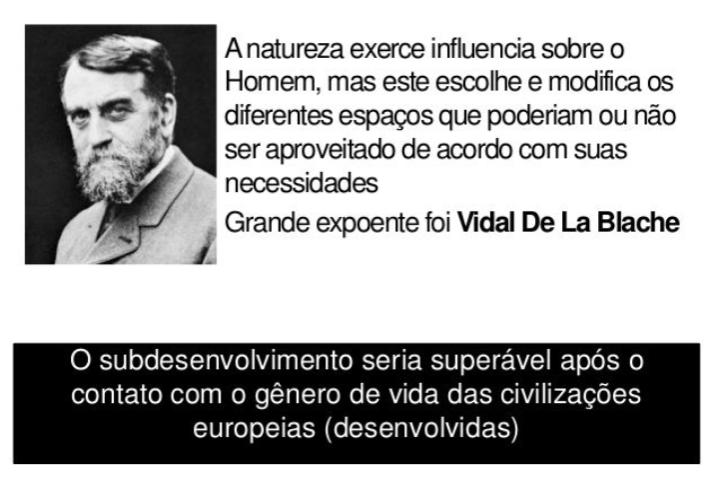 A natureza exerce influencia sobre o
Homem, mas este escolhe e modifica os
diferentes espaços que poderiam ou não
ser aproveitado de acordo com suas
necessidades
Grande expoente foi Vidal De La Blache
O subdesenvolvimento seria superável após o
contato com o gênero de vida das civilizações
europeias (desenvolvidas)